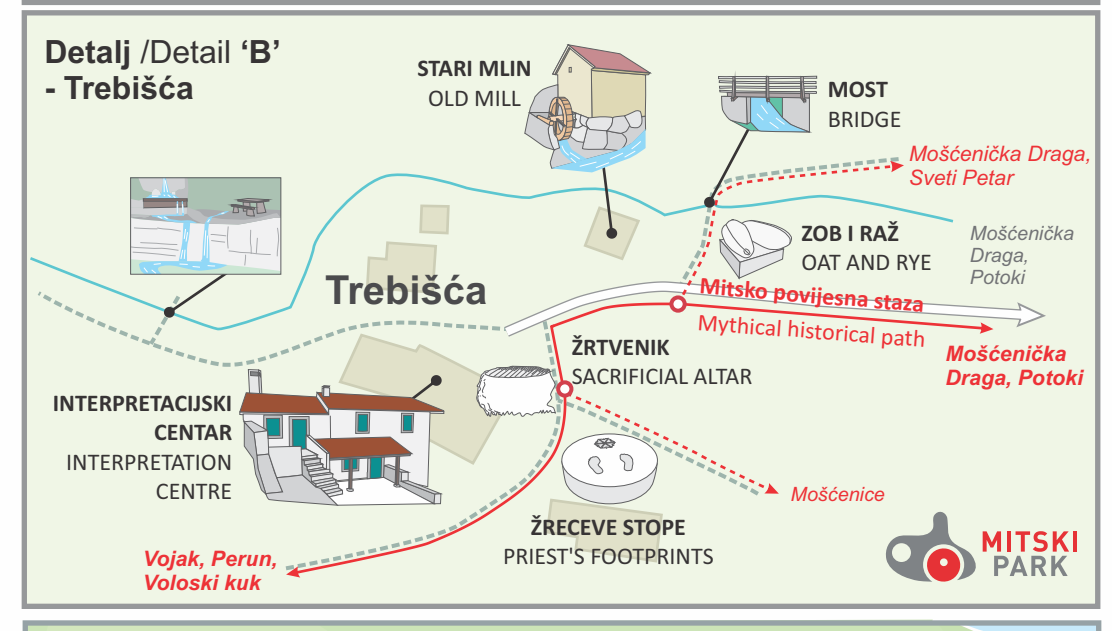 Detalj /Detail ‘B’
- Trebišća
STARI MLIN
OLD MILL
MOST
BRIDGE
Mošćenička Draga,
Sveti Petar
ZOB I RAŽ
OAT AND RYE
Mošćenička
Draga,
Potoki
Trebišća
Mitsko povijesna staza
Mythical historical path
Mošćenička
Draga, Potoki
ŽRTVENIK
SACRIFICIAL ALTAR
INTERPRETACIJSKI
CENTAR
INTERPRETATION
CENTRE
Mošćenice
ŽRECEVE STOPE
PRIEST'S FOOTPRINTS
Vojak, Perun,
Voloski kuk
MITSKI
PARK